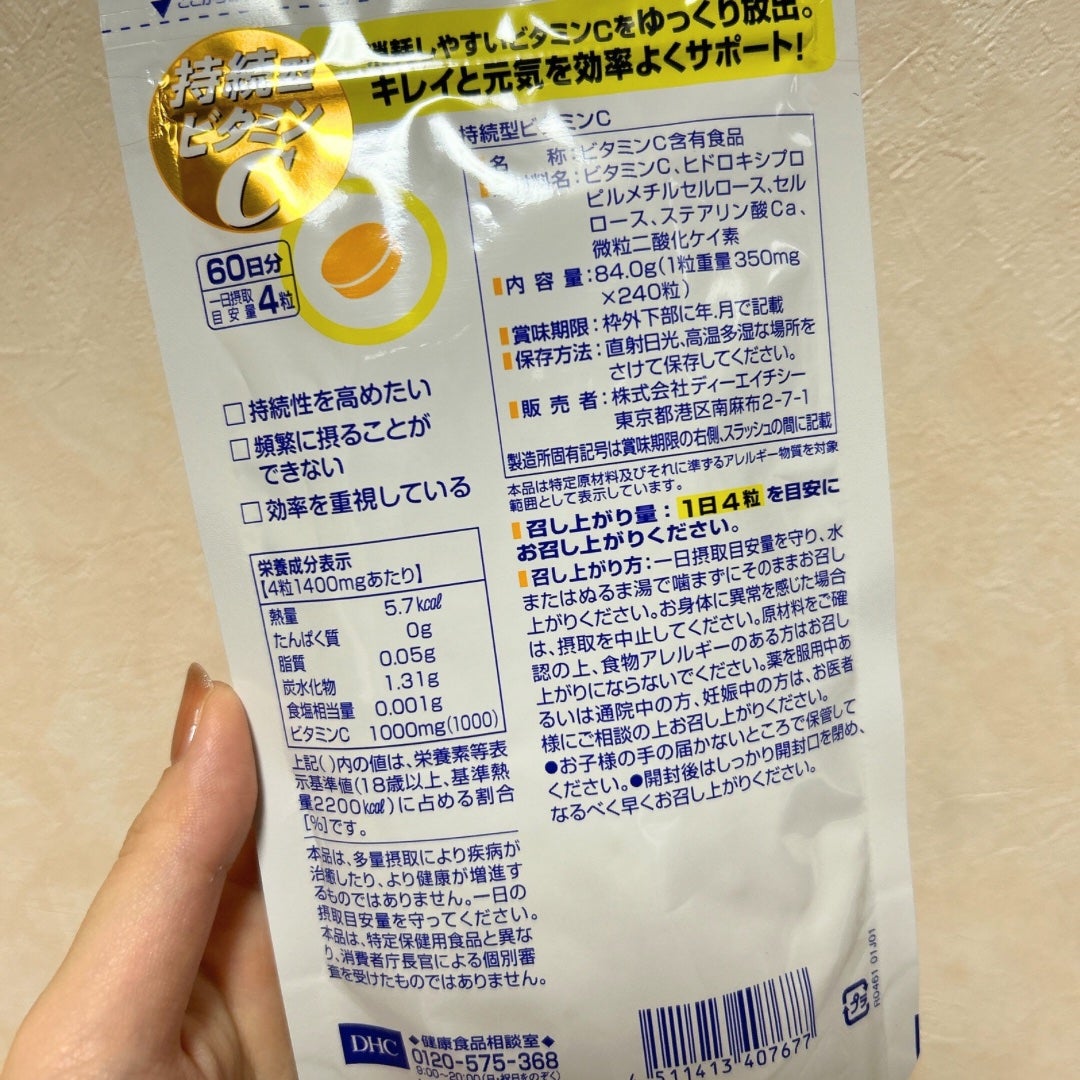 持続型
ビタミン
C
消耗しやすいビタミンCをゆっくり放出。
キレイと元気を効率よくサポート!
60日分
一日摂取
目安量 4粒
□持続性を高めたい
□頻繁に摂ることが
できない
□効率を重視している
栄養成分表示
[4粒1400mgあたり]
熱量 5.7kcal
たんぱく質 0g
脂質 0.05g
炭水化物 1.31g
食塩相当量 0.001g
ビタミンC 1000mg(1000)
上記( )内の値は、栄養素等表
示基準値(18歳以上、基準熱
量2200kcal)に占める割合
[%]です。
本品は、多量摂取により疾病が
治癒したり、より健康が増進す
るものではありません。一日の
摂取目安量を守ってください。
本品は、特定保健用食品と異な
り、消費者庁長官による個別審
査を受けたものではありません。
DHC
◆健康食品相談室◆
0120-575-368
9:00~20:00(日・祝日をのぞく)
持続型ビタミンC
名 称:ビタミンC含有食品
材料名:ビタミンC、ヒドロキシプロ
ピルメチルセルロース、セル
ロース、ステアリン酸Ca、
微粒二酸化ケイ素
内容量:84.0g(1粒重量350mg
×240粒)
賞味期限:枠外下部に年.月で記載
保存方法:直射日光、高温多湿な場所を
さけて保存してください。
販売者:株式会社ディーエイチシー
東京都港区南麻布2-7-1
製造所固有記号は賞味期限の右側、スラッシュの間に記載
本品は特定原材料及びそれに準ずるアレルギー物質を対象
範囲として表示しています。
召し上がり量:1日4粒を目安に
お召し上がりください。
召し上がり方:一日摂取目安量を守り、水
またはぬるま湯で噛まずにそのままお召し
上がりください。お身体に異常を感じた場合
は、摂取を中止してください。原材料をご確
認の上、食物アレルギーのある方はお召し
上がりにならないでください。薬を服用中あ
るいは通院中の方、妊娠中の方は、お医者
様にご相談の上お召し上がりください。
●お子様の手の届かないところで保管して
ください。●開封後はしっかり開封口を閉め、
なるべく早くお召し上がりください。
プラ
R0461 01J01
4 511413 407677